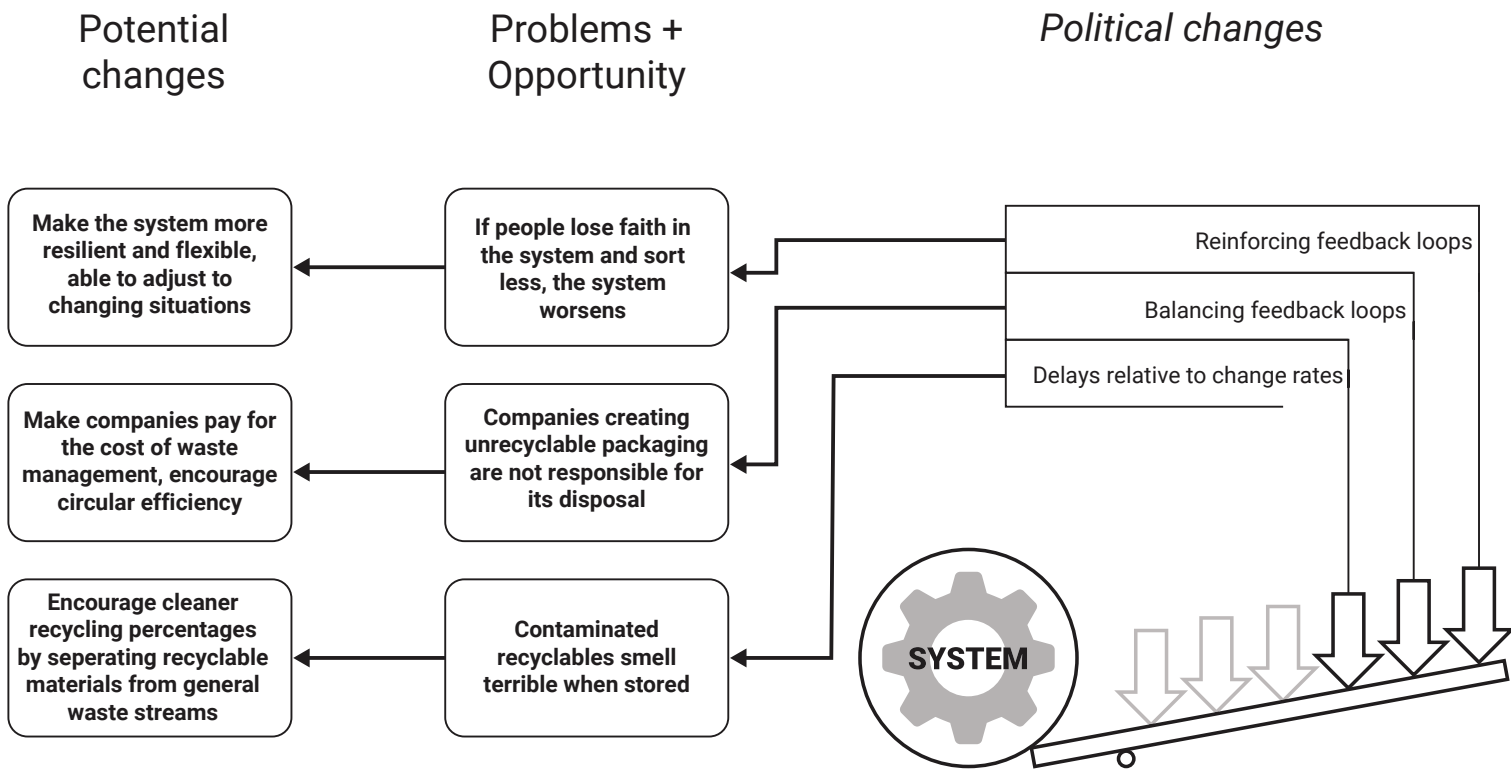 Potential
changes
Problems +
Opportunity
Political changes
Make the system more
resilient and flexible,
able to adjust to
changing situations
If people lose faith in
the system and sort
less, the system
worsens
Reinforcing feedback loops
Balancing feedback loops
Delays relative to change rates
Make companies pay for
the cost of waste
management, encourage
circular efficiency
Companies creating
unrecyclable packaging
are not responsible for
its disposal
Encourage cleaner
recycling percentages
by seperating recyclable
materials from general
waste streams
Contaminated
recyclables smell
terrible when stored
SYSTEM